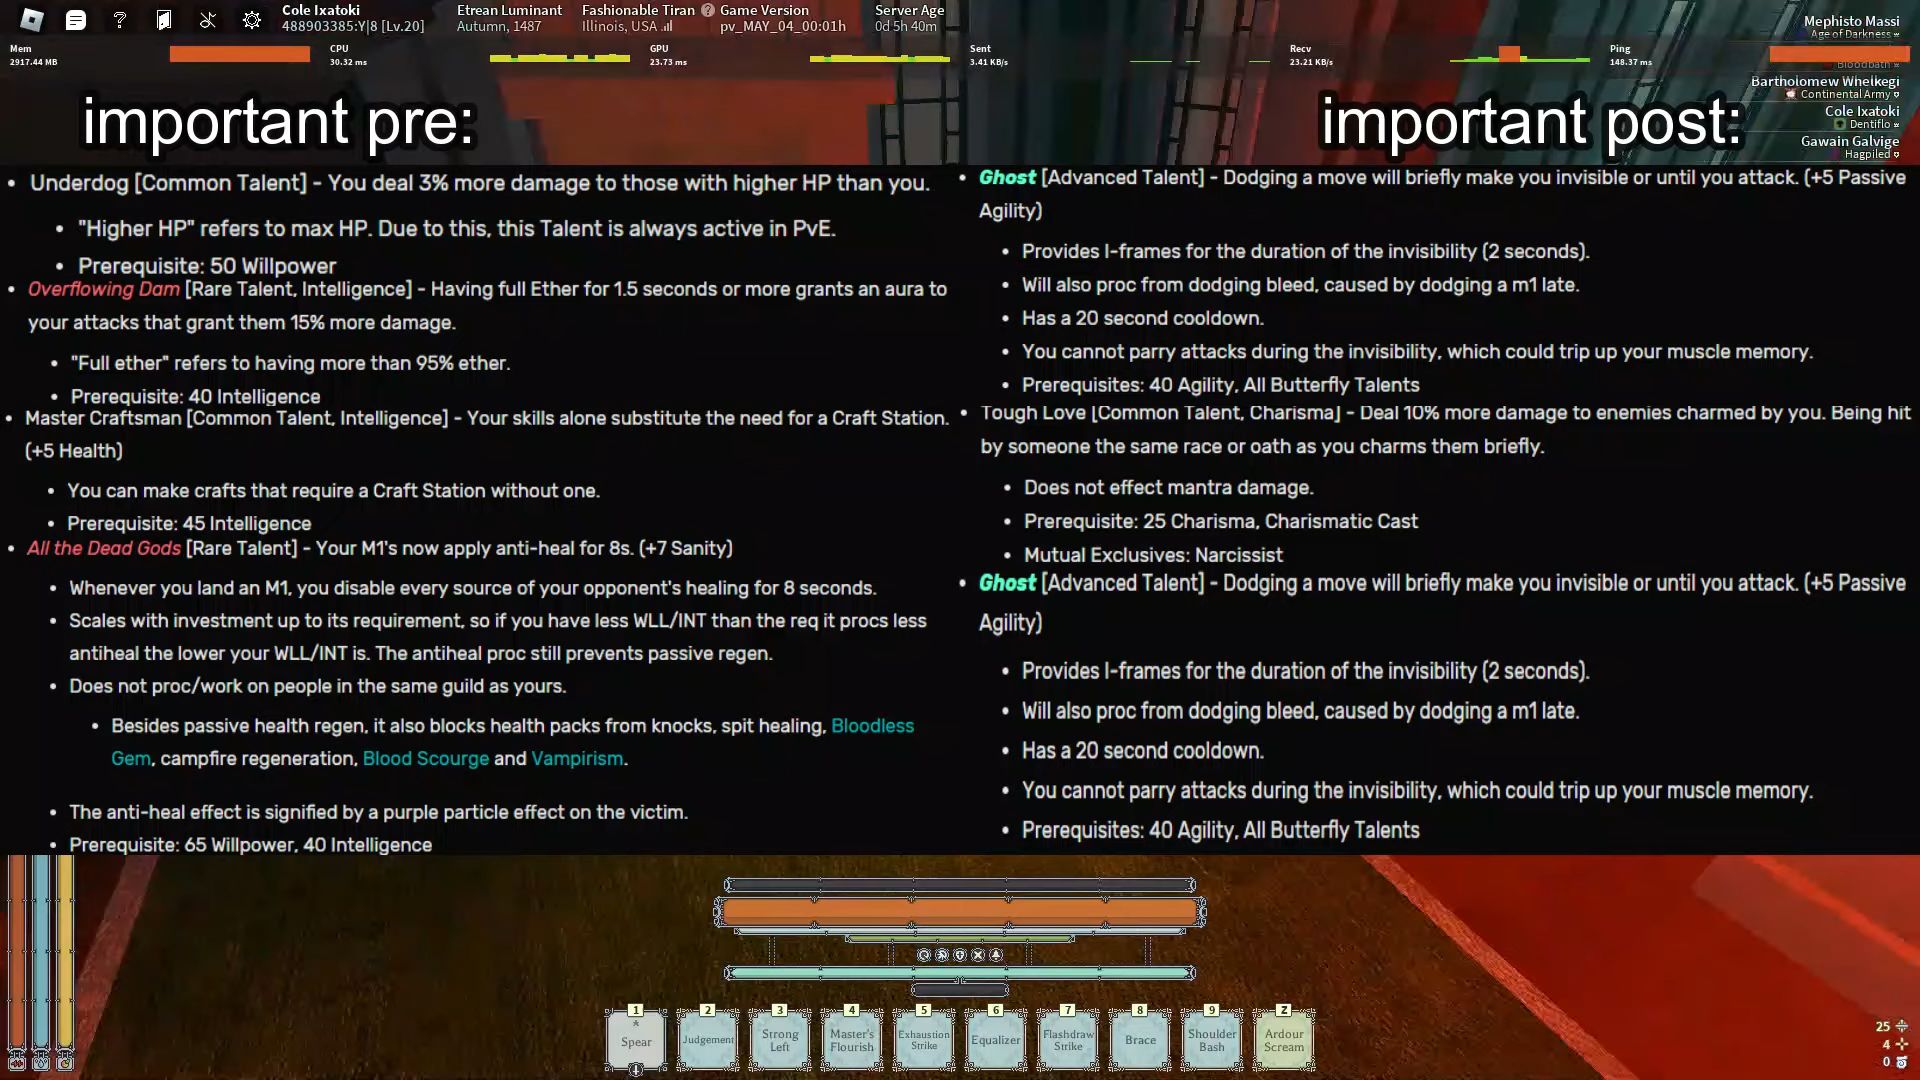 Cole Ixatoki
488903385:Y|8 [Lv.20]
Etrean Luminant
Autumn, 1487
Fashionable Tiran
Illinois, USA
Game Version
pv_MAY_04_00:01h
Server Age
0d 5h 40m
Mephisto Massi
Age of Darkness
Mem
2917.44 MB
CPU
30.32 ms
GPU
23.73 ms
Sent
3.41 KB/s
Recv
23.21 KB/s
Ping
148.37 ms
Bloodbath
Bartholomew Whelkegi
Continental Army
Cole Ixatoki
Dentiflo
Gawain Galvige
Hagpiled
important pre:
Underdog [Common Talent] - You deal 3% more damage to those with higher HP than you.
"Higher HP" refers to max HP. Due to this, this Talent is always active in PvE.
Prerequisite: 50 Willpower
Overflowing Dam [Rare Talent, Intelligence] - Having full Ether for 1.5 seconds or more grants an aura to
your attacks that grant them 15% more damage.
"Full ether" refers to having more than 95% ether.
Prerequisite: 40 Intelligence
Master Craftsman [Common Talent, Intelligence] - Your skills alone substitute the need for a Craft Station.
(+5 Health)
You can make crafts that require a Craft Station without one.
Prerequisite: 45 Intelligence
All the Dead Gods [Rare Talent] - Your M1's now apply anti-heal for 8s. (+7 Sanity)
Whenever you land an M1, you disable every source of your opponent's healing for 8 seconds.
Scales with investment up to its requirement, so if you have less WLL/INT than the req it procs less
antiheal the lower your WLL/INT is. The antiheal proc still prevents passive regen.
Does not proc/work on people in the same guild as yours.
Besides passive health regen, it also blocks health packs from knocks, spit healing, Bloodless
Gem, campfire regeneration, Blood Scourge and Vampirism.
The anti-heal effect is signified by a purple particle effect on the victim.
Prerequisite: 65 Willpower, 40 Intelligence
important post:
Ghost [Advanced Talent] - Dodging a move will briefly make you invisible or until you attack. (+5 Passive
Agility)
Provides I-frames for the duration of the invisibility (2 seconds).
Will also proc from dodging bleed, caused by dodging a m1 late.
Has a 20 second cooldown.
You cannot parry attacks during the invisibility, which could trip up your muscle memory.
Prerequisites: 40 Agility, All Butterfly Talents
Tough Love [Common Talent, Charisma] - Deal 10% more damage to enemies charmed by you. Being hit
by someone the same race or oath as you charms them briefly.
Does not effect mantra damage.
Prerequisite: 25 Charisma, Charismatic Cast
Mutual Exclusives: Narcissist
Ghost [Advanced Talent] - Dodging a move will briefly make you invisible or until you attack. (+5 Passive
Agility)
Provides I-frames for the duration of the invisibility (2 seconds).
Will also proc from dodging bleed, caused by dodging a m1 late.
Has a 20 second cooldown.
You cannot parry attacks during the invisibility, which could trip up your muscle memory.
Prerequisites: 40 Agility, All Butterfly Talents
1 2 3 4 5 6 7 8 9 Z
Spear
Judgement
Strong
Left
Master's
Flourish
Exhaustion
Strike
Equalizer
Flashdraw
Strike
Brace
Shoulder
Bash
Ardour
Scream
25
4
0